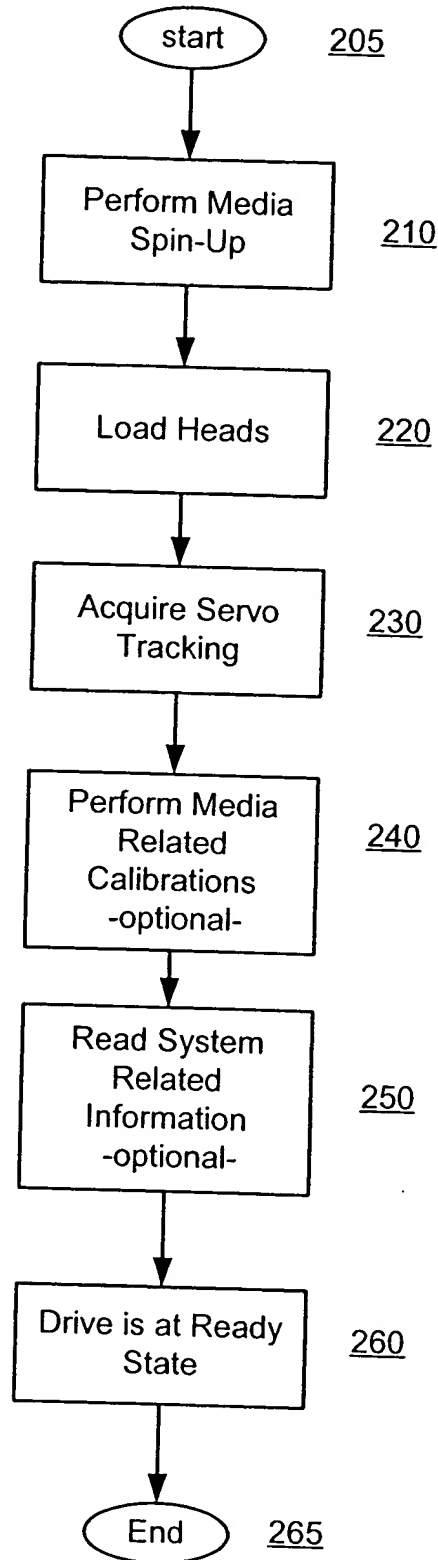 start
205
Perform Media
Spin-Up
210
Load Heads
220
Acquire Servo
Tracking
230
Perform Media
Related
Calibrations
-optional-
240
Read System
Related
Information
-optional-
250
Drive is at Ready
State
260
End
265